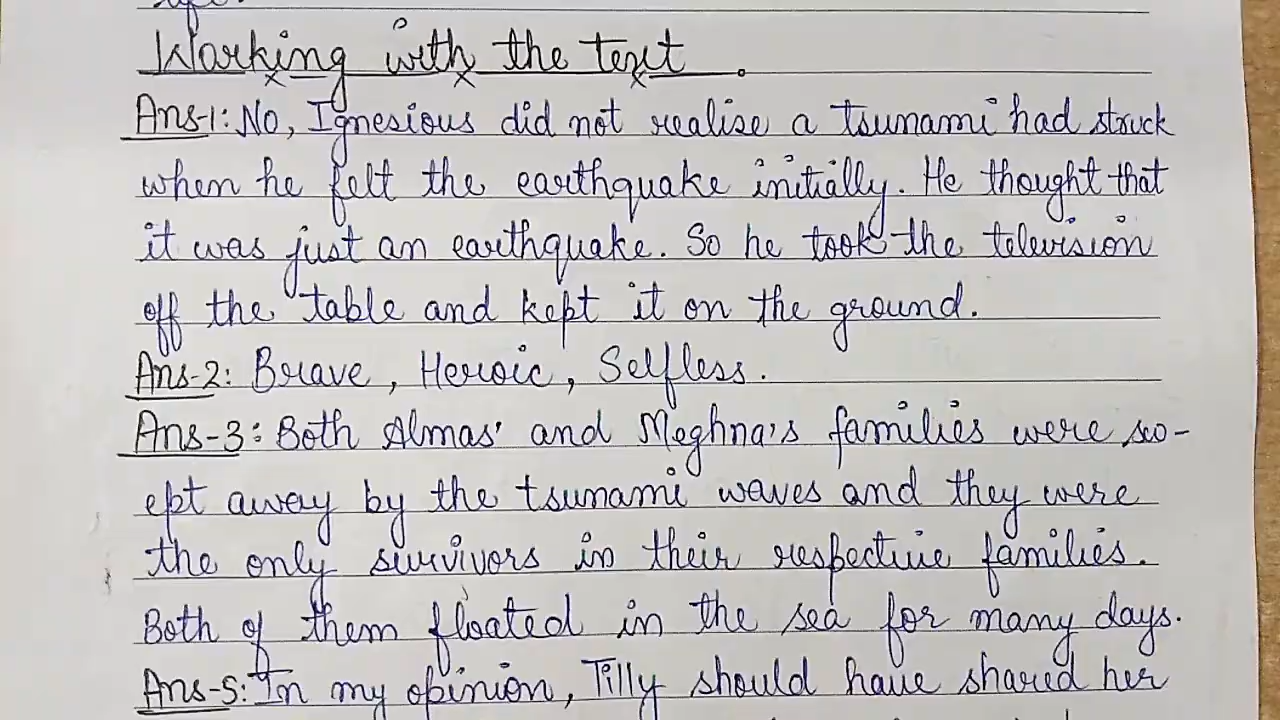 Working with the text.
Ans-1: No, Ignesious did not realise a tsunami had struck
when he felt the earthquake initially. He thought that
it was just an earthquake. So he took the television
off the table and kept it on the ground.
Ans-2: Brave, Heroic, Selfless.
Ans-3: Both Almas' and Meghna's families were sw-
ept away by the tsunami waves and they were
the only survivors in their respective families.
Both of them floated in the sea for many days.
Ans-5: In my opinion, Tilly should have shared her